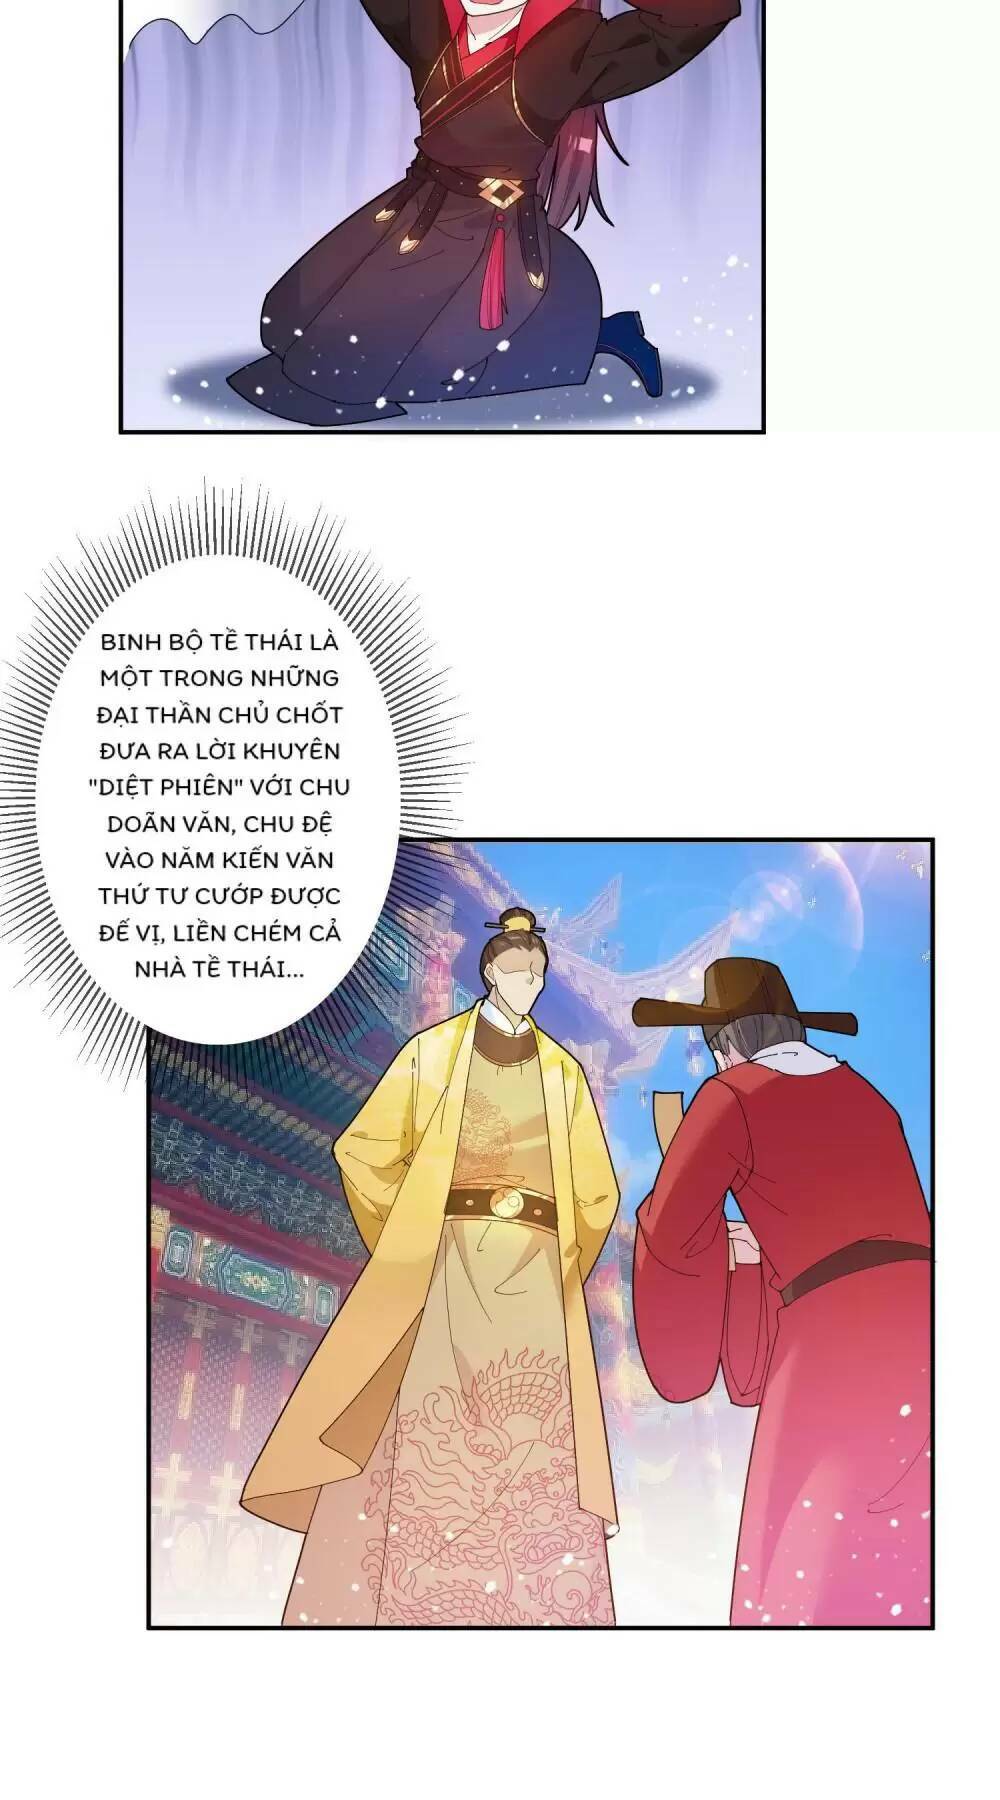 BINH BỘ TỀ THÁI LÀ
MỘT TRONG NHỮNG
ĐẠI THẦN CHỦ CHỐT
ĐƯA RA LỜI KHUYÊN
"DIỆT PHIÊN" VỚI CHU
DOÃN VĂN, CHU ĐỆ
VÀO NĂM KIẾN VĂN
THỨ TƯ CƯỚP ĐƯỢC
ĐẾ VỊ, LIỀN CHÉM CẢ
NHÀ TỀ THÁI...